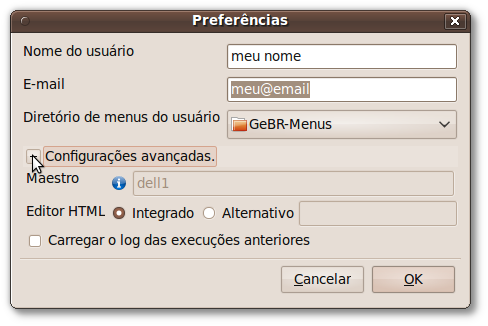 Preferências
Nome do usuário
meu nome
E-mail
meu@email
Diretório de menus do usuário
GeBR-Menus
Configurações avançadas.
Maestro
dell1
Editor HTML
Integrado
Alternativo
Carregar o log das execuções anteriores
Cancelar
OK